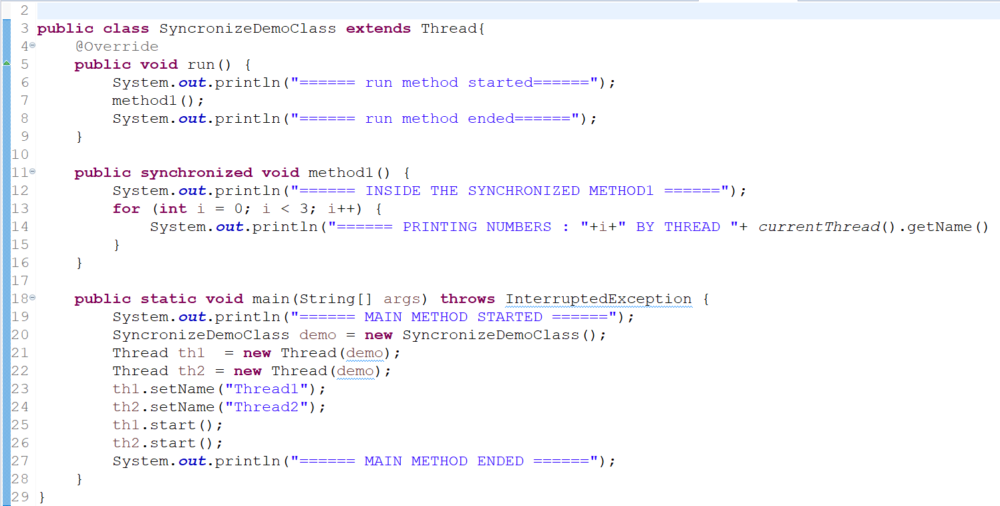 2
3 public class SyncronizeDemoClass extends Thread{
4 @Override
5 public void run() {
6 System.out.println("====== run method started======");
7 method1();
8 System.out.println("====== run method ended======");
9 }
10
11 public synchronized void method1() {
12 System.out.println("====== INSIDE THE SYNCHRONIZED METHOD1 ======");
13 for (int i = 0; i < 3; i++) {
14 System.out.println("====== PRINTING NUMBERS : "+i+" BY THREAD "+ currentThread().getName()
15 }
16 }
17
18 public static void main(String[] args) throws InterruptedException {
19 System.out.println("====== MAIN METHOD STARTED ======");
20 SyncronizeDemoClass demo = new SyncronizeDemoClass();
21 Thread th1  = new Thread(demo);
22 Thread th2 = new Thread(demo);
23 th1.setName("Thread1");
24 th2.setName("Thread2");
25 th1.start();
26 th2.start();
27 System.out.println("====== MAIN METHOD ENDED ======");
28 }
29 }